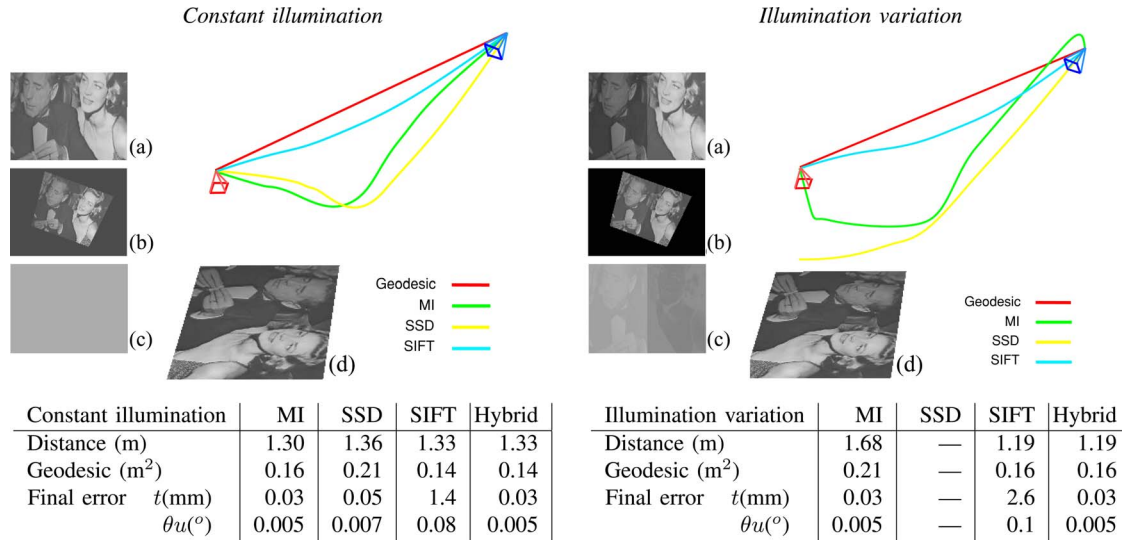 Constant illumination
(a)
(b)
(c)
(d)
Geodesic
MI
SSD
SIFT
Constant illumination MI SSD SIFT Hybrid
Distance (m) 1.30 1.36 1.33 1.33
Geodesic (m²) 0.16 0.21 0.14 0.14
Final error t(mm) 0.03 0.05 1.4 0.03
θu(°) 0.005 0.007 0.08 0.005
Illumination variation
(a)
(b)
(c)
(d)
Geodesic
MI
SSD
SIFT
Illumination variation MI SSD SIFT Hybrid
Distance (m) 1.68 — 1.19 1.19
Geodesic (m²) 0.21 — 0.16 0.16
Final error t(mm) 0.03 — 2.6 0.03
θu(°) 0.005 — 0.1 0.005